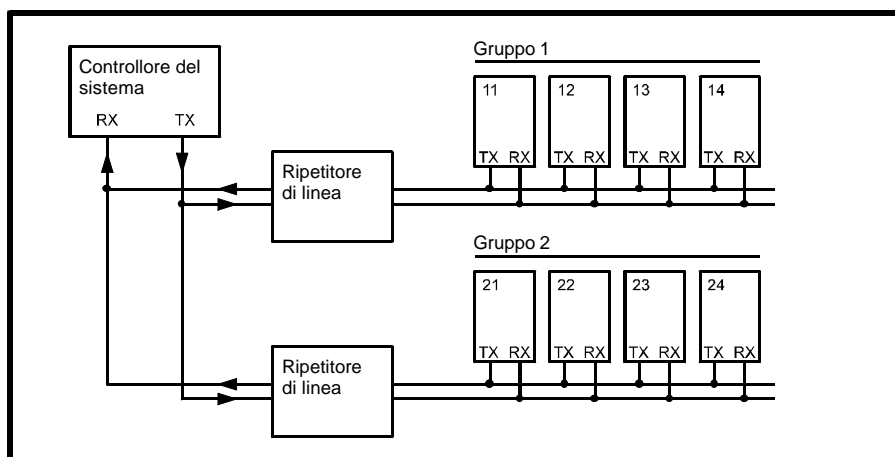 Controllore del
sistema
RX TX
Ripetitore
di linea
Gruppo 1
11 12 13 14
TX RX TX RX TX RX TX RX
Gruppo 2
21 22 23 24
TX RX TX RX TX RX TX RX
Ripetitore
di linea